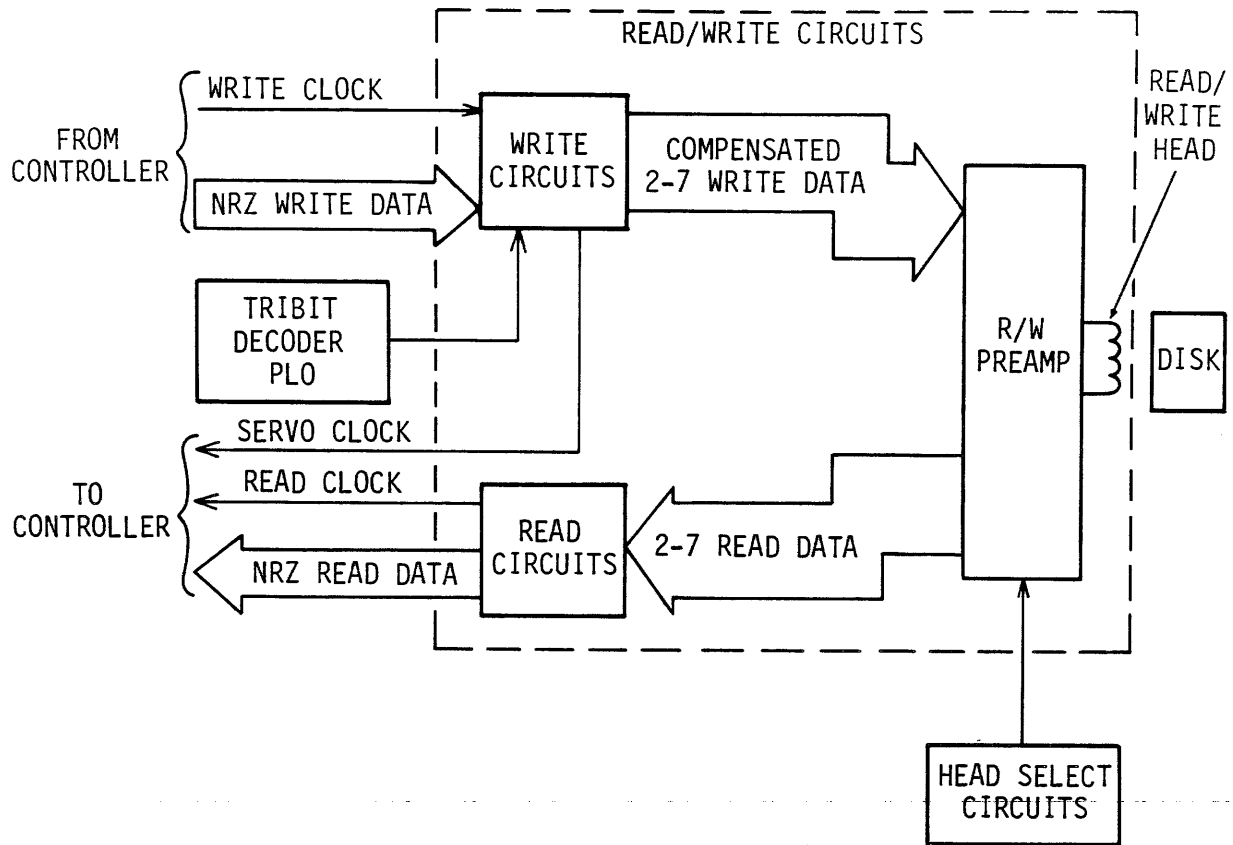 READ/WRITE CIRCUITS
WRITE CLOCK
FROM
CONTROLLER
NRZ WRITE DATA
WRITE
CIRCUITS
COMPENSATED
2-7 WRITE DATA
READ/
WRITE
HEAD
TRIBIT
DECODER
PLO
R/W
PREAMP
DISK
SERVO CLOCK
READ CLOCK
TO
CONTROLLER
NRZ READ DATA
READ
CIRCUITS
2-7 READ DATA
HEAD SELECT
CIRCUITS